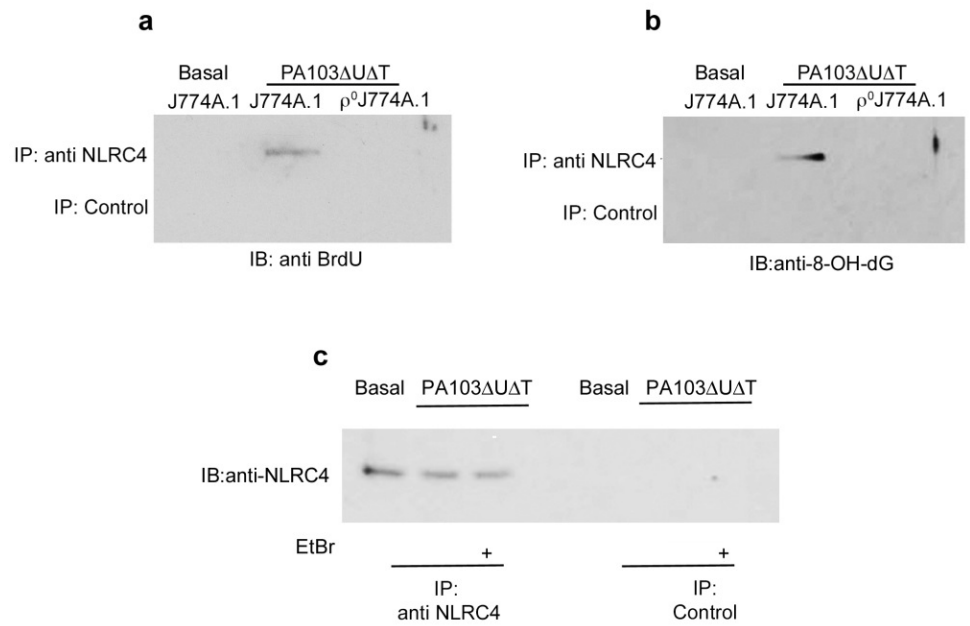 a
Basal PA103ΔUΔT
J774A.1 J774A.1 ρ⁰J774A.1
IP: anti NLRC4
IP: Control
IB: anti BrdU
b
Basal PA103ΔUΔT
J774A.1 J774A.1 ρ⁰J774A.1
IP: anti NLRC4
IP: Control
IB:anti-8-OH-dG
c
Basal PA103ΔUΔT Basal PA103ΔUΔT
IB:anti-NLRC4
EtBr + +
IP: IP:
anti NLRC4 Control